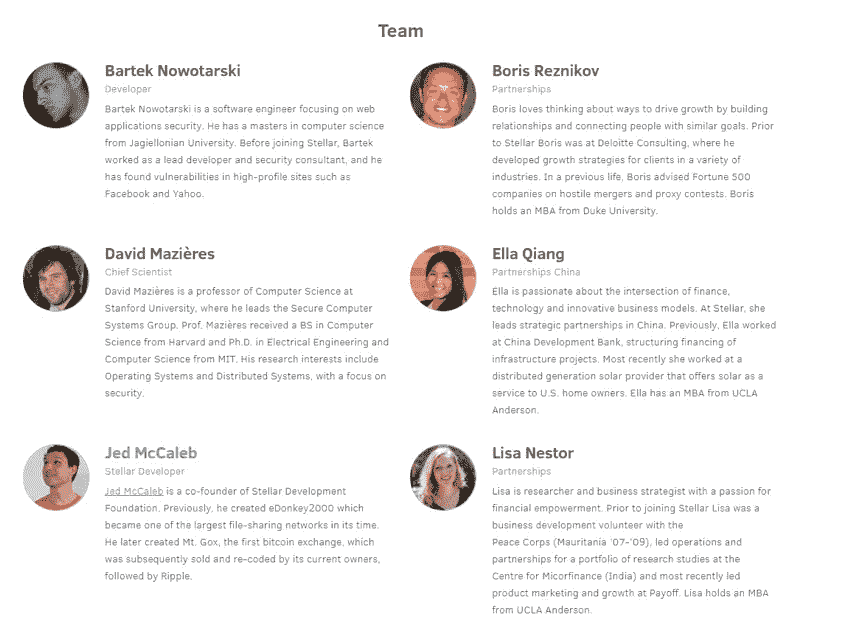 Team
Bartek Nowotarski
Developer
Bartek Nowotarski is a software engineer focusing on web
applications security. He has a masters in computer science
from Jagiellonian University. Before joining Stellar, Bartek
worked as a lead developer and security consultant, and he
has found vulnerabilities in high-profile sites such as
Facebook and Yahoo.
Boris Reznikov
Partnerships
Boris loves thinking about ways to drive growth by building
relationships and connecting people with similar goals. Prior
to Stellar Boris was at Deloitte Consulting, where he
developed growth strategies for clients in a variety of
industries. In a previous life, Boris advised Fortune 500
companies on hostile mergers and proxy contests. Boris
holds an MBA from Duke University.
David Mazières
Chief Scientist
David Mazières is a professor of Computer Science at
Stanford University, where he leads the Secure Computer
Systems Group. Prof. Mazières received a BS in Computer
Science from Harvard and Ph.D. in Electrical Engineering and
Computer Science from MIT. His research interests include
Operating Systems and Distributed Systems, with a focus on
security.
Ella Qiang
Partnerships China
Ella is passionate about the intersection of finance,
technology and innovative business models. At Stellar, she
leads strategic partnerships in China. Previously, Ella worked
at China Development Bank, structuring financing of
infrastructure projects. Most recently she worked at a
distributed generation solar provider that offers solar as a
service to U.S. home owners. Ella has an MBA from UCLA
Anderson.
Jed McCaleb
Stellar Developer
Jed McCaleb is a co-founder of Stellar Development
Foundation. Previously, he created eDonkey2000 which
became one of the largest file-sharing networks in its time.
He later created Mt. Gox, the first bitcoin exchange, which
was subsequently sold and re-coded by its current owners,
followed by Ripple.
Lisa Nestor
Partnerships
Lisa is researcher and business strategist with a passion for
financial empowerment. Prior to joining Stellar Lisa was a
business development volunteer with the
Peace Corps (Mauritania '07-'09), led operations and
partnerships for a portfolio of research studies at the
Centre for Micorfinance (India) and most recently led
product marketing and growth at Payoff. Lisa holds an MBA
from UCLA Anderson.